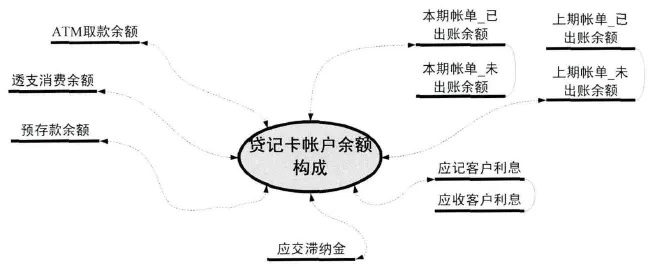 ATM取款余额
透支消费余额
预存款余额
本期帐单_已
出账余额
本期帐单_未
出账余额
上期帐单_已
出账余额
上期帐单_未
出账余额
贷记卡帐户余额
构成
应记客户利息
应收客户利息
应交滞纳金